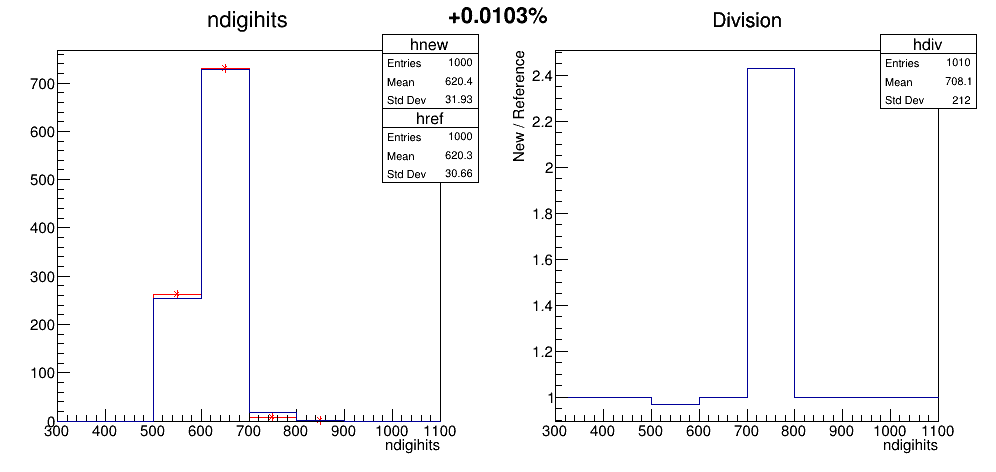 +0.0103%
ndigihits
hnew
Entries 1000
Mean 620.4
Std Dev 31.93
href
Entries 1000
Mean 620.3
Std Dev 30.66
700
600
500
400
300
200
100
0
300 400 500 600 700 800 900 1000 1100
ndigihits
Division
hdiv
Entries 1010
Mean 708.1
Std Dev 212
New / Reference
2.4
2.2
2
1.8
1.6
1.4
1.2
1
300 400 500 600 700 800 900 1000 1100
ndigihits